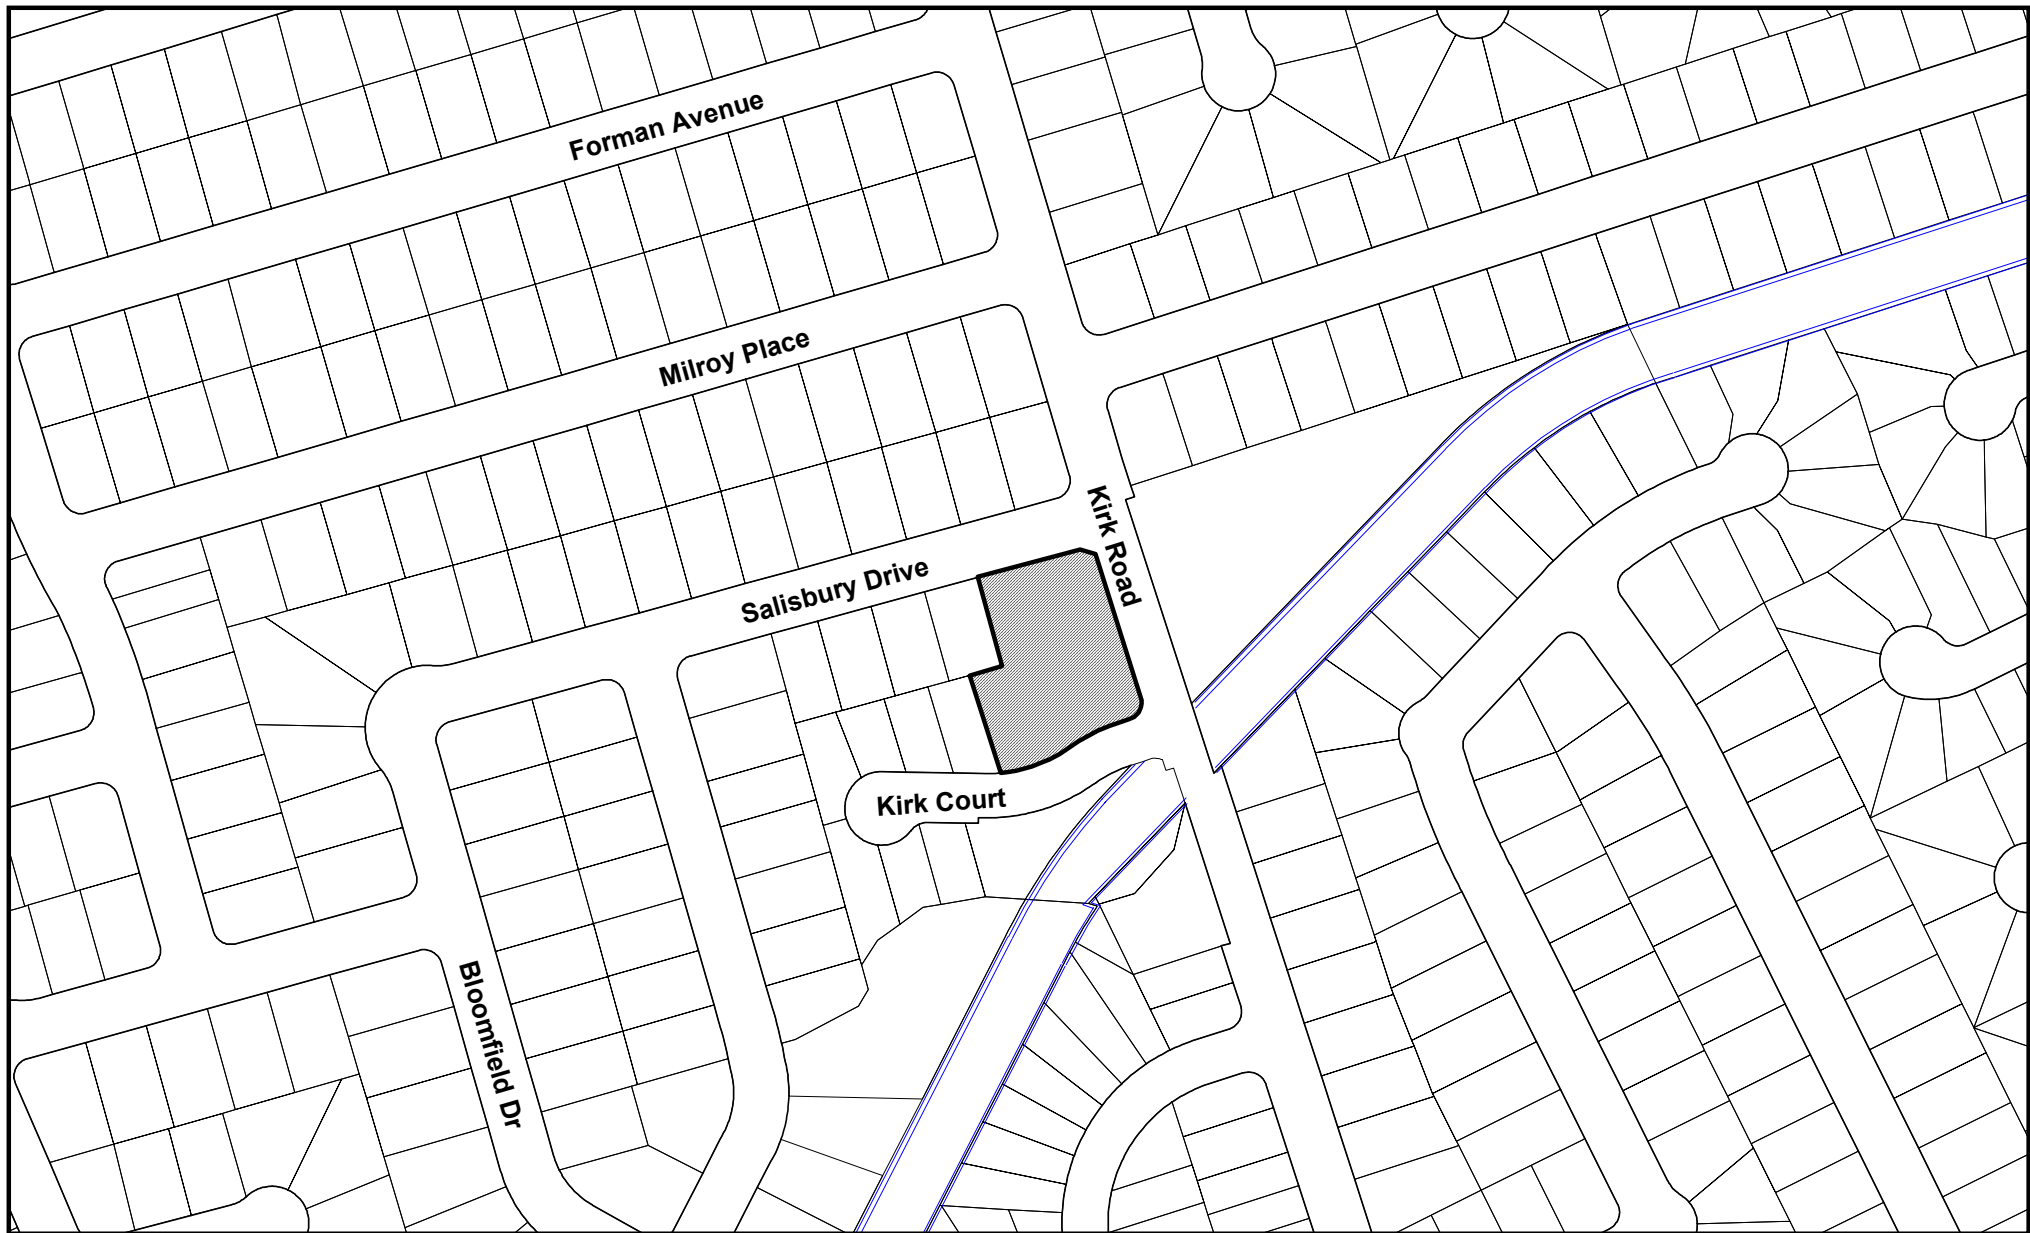 Forman Avenue
Milroy Place
Kirk Road
Salisbury Drive
Kirk Court
Bloomfield Dr